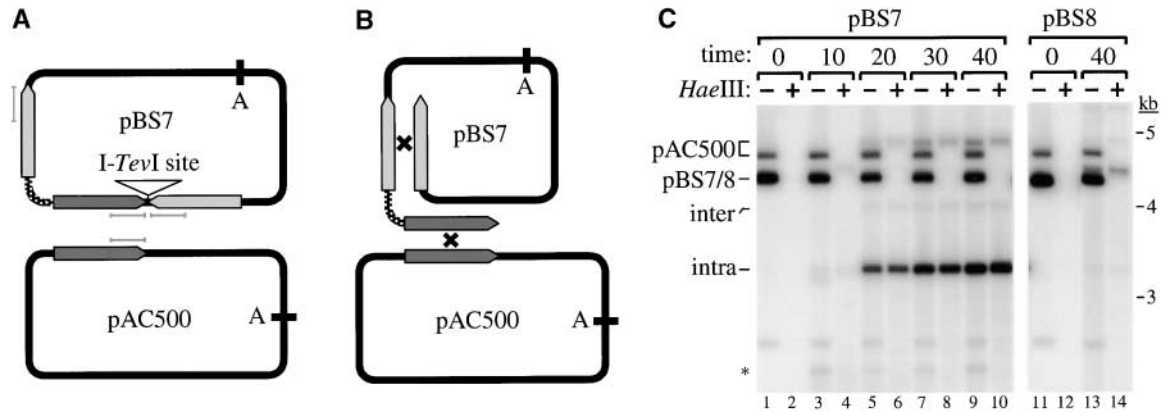 A
pBS7
A
I-TevI site
pAC500
A
B
pBS7
A
pAC500
A
C
pBS7
pBS8
time: 0 10 20 30 40 0 40
HaeIII: – + – + – + – + – + – + – +
kb
pAC500
pBS7/8
inter
intra
*
5
4
3
1 2 3 4 5 6 7 8 9 10 11 12 13 14